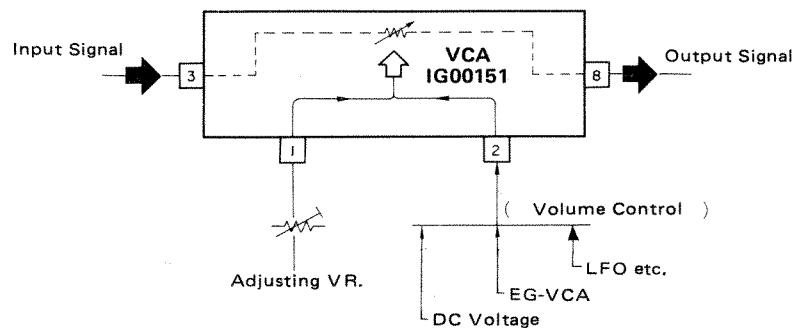 Input Signal
VCA
IG00151
Output Signal
3
8
1
2
( Volume Control )
Adjusting VR.
LFO etc.
EG-VCA
DC Voltage